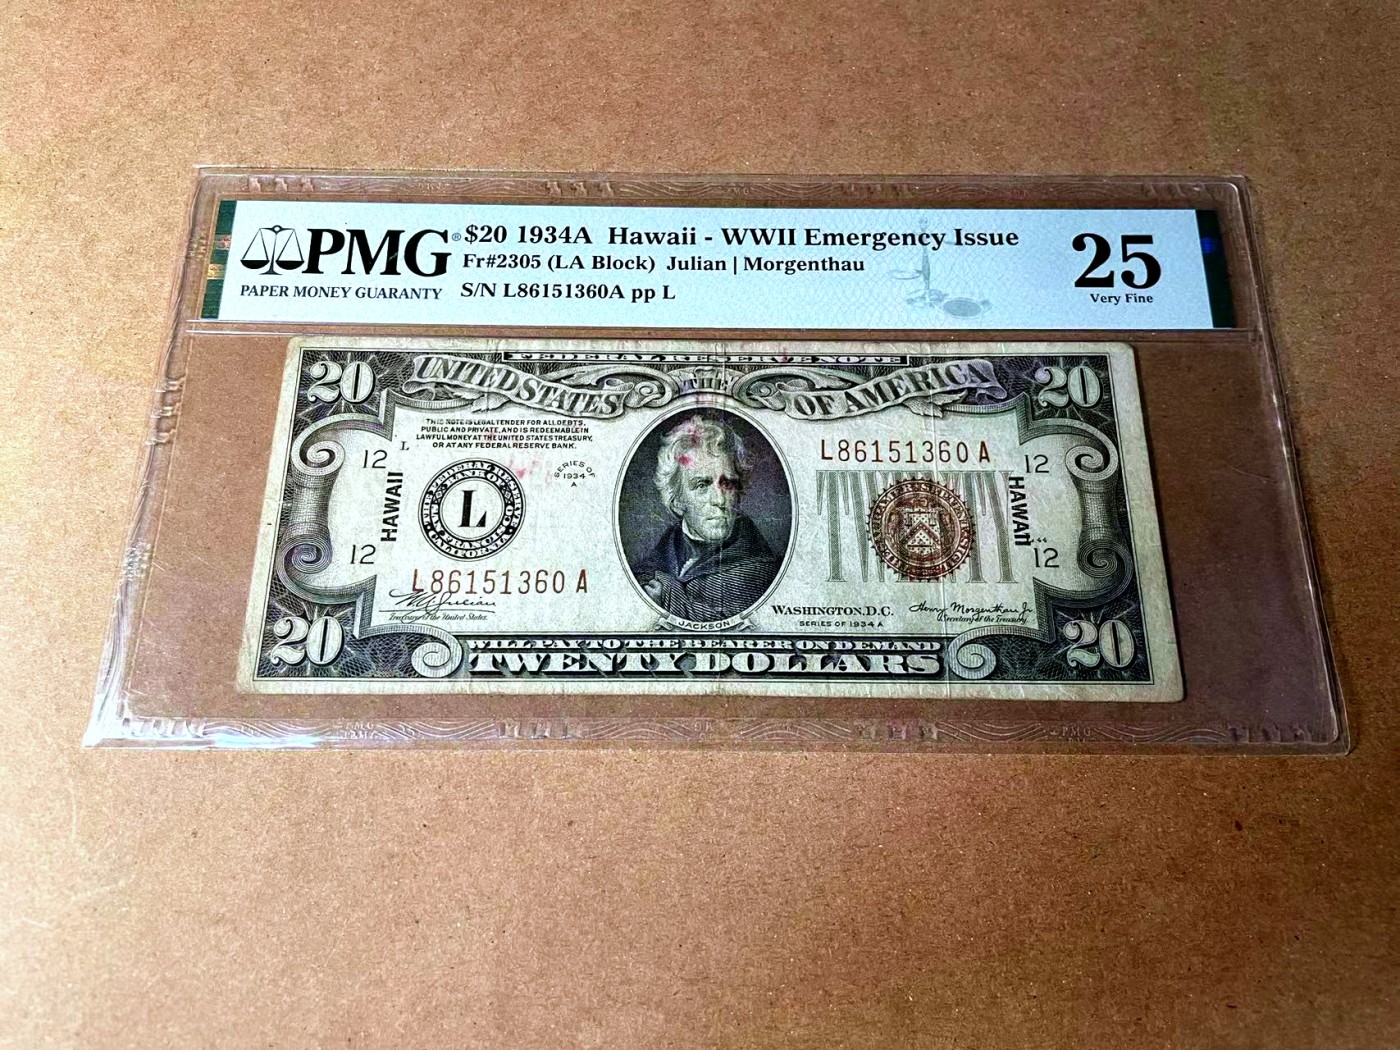 PMG® $20 1934A Hawaii - WWII Emergency Issue
Fr#2305 (LA Block) Julian | Morgenthau
PAPER MONEY GUARANTY S/N L86151360A pp L
25
Very Fine
FEDERAL RESERVE NOTE
20 UNITED STATES THE OF AMERICA 20
THIS NOTE IS LEGAL TENDER FOR ALL DEBTS,
PUBLIC AND PRIVATE, AND IS REDEEMABLE IN
LAWFUL MONEY AT THE UNITED STATES TREASURY,
OR AT ANY FEDERAL RESERVE BANK.
L
12
HAWAII
L
SERIES OF
1934
A
L86151360 A
12
HAWAII
12
12
L86151360 A
Treasurer of the United States.
JACKSON
WASHINGTON, D.C.
SERIES OF 1934 A
Henry Morgenthau Jr
Secretary of the Treasury.
20 WILL PAY TO THE BEARER ON DEMAND 20
TWENTY DOLLARS